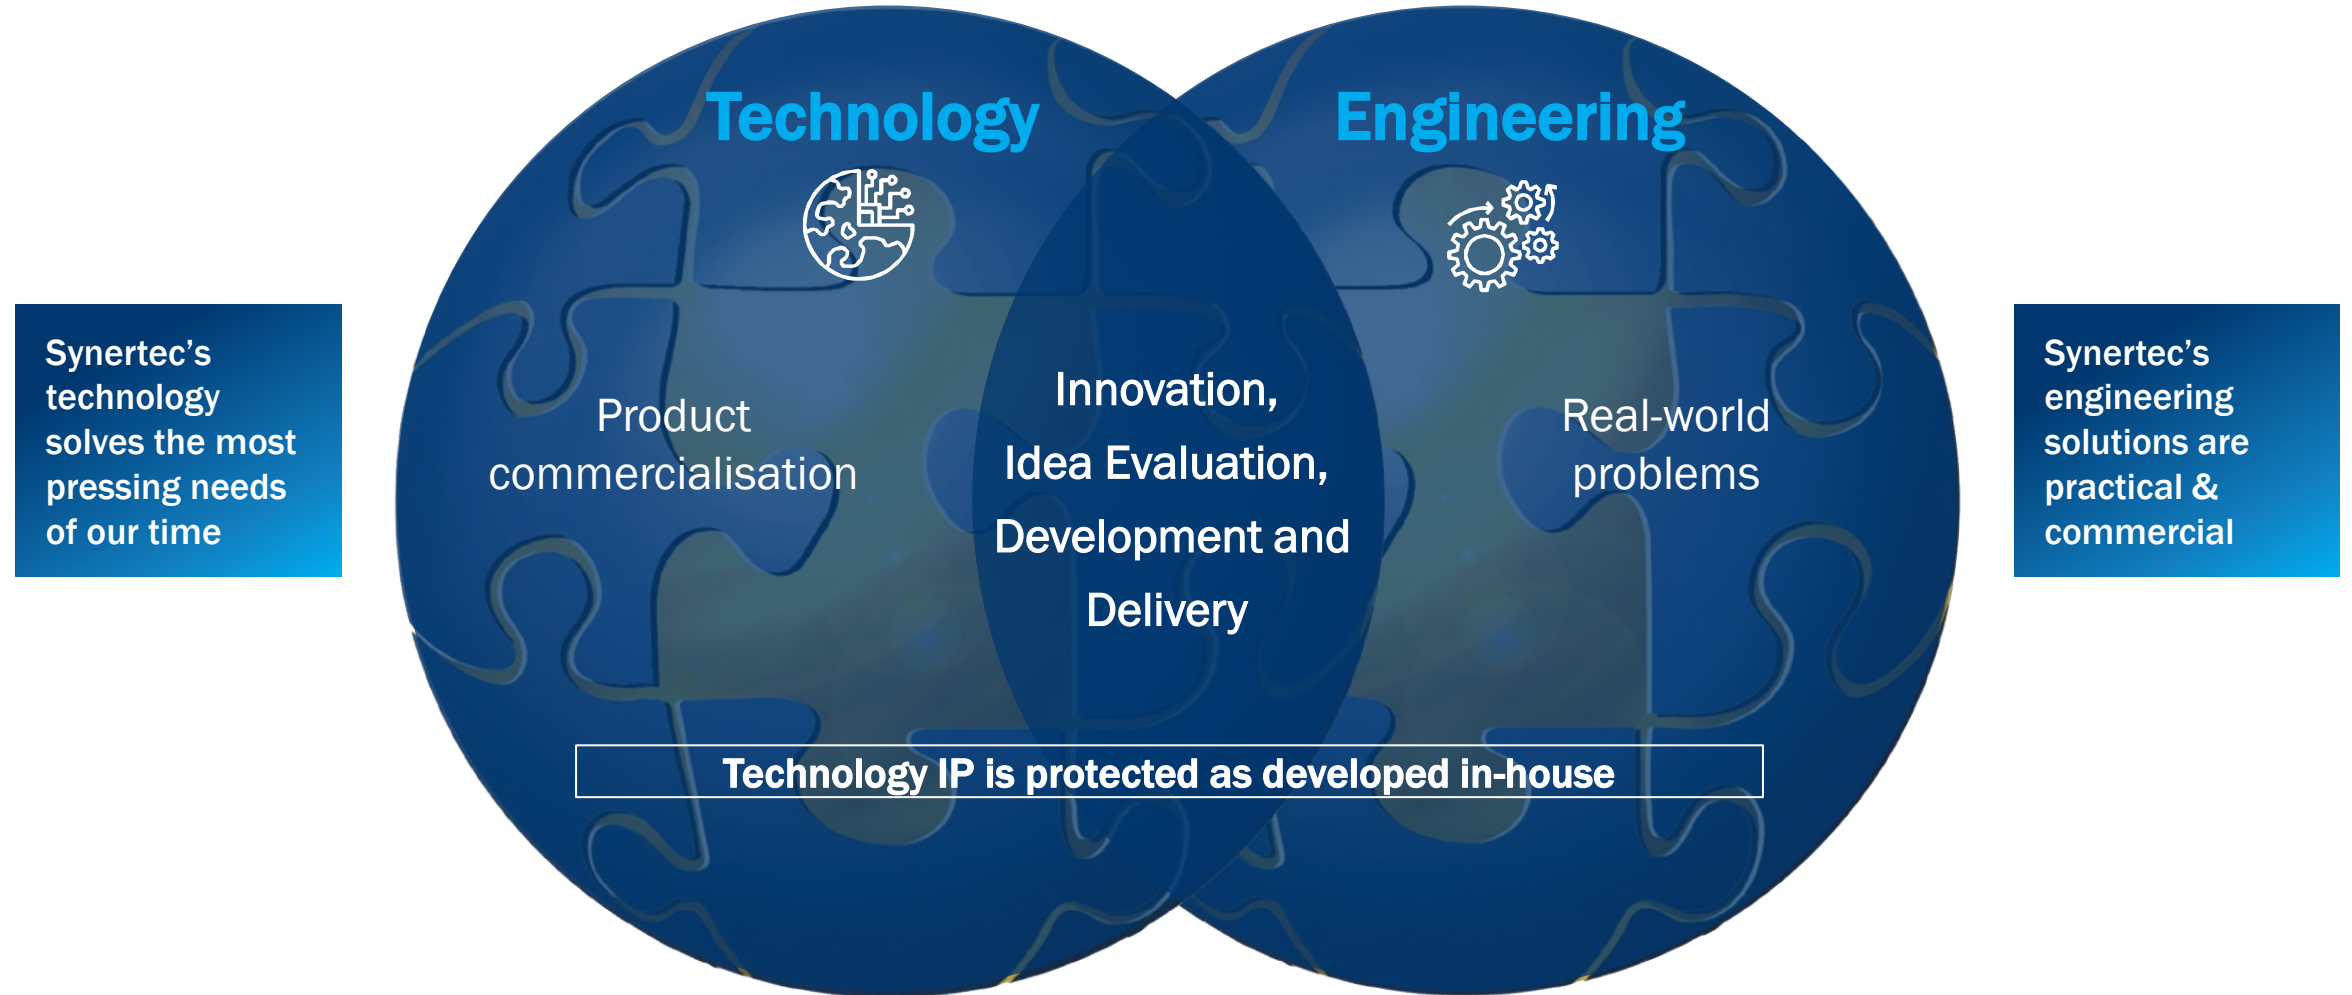 Technology
Engineering
Synertec’s
technology
solves the most
pressing needs
of our time
Product
commercialisation
Innovation,
Idea Evaluation,
Development and
Delivery
Real-world
problems
Synertec’s
engineering
solutions are
practical &
commercial
Technology IP is protected as developed in-house